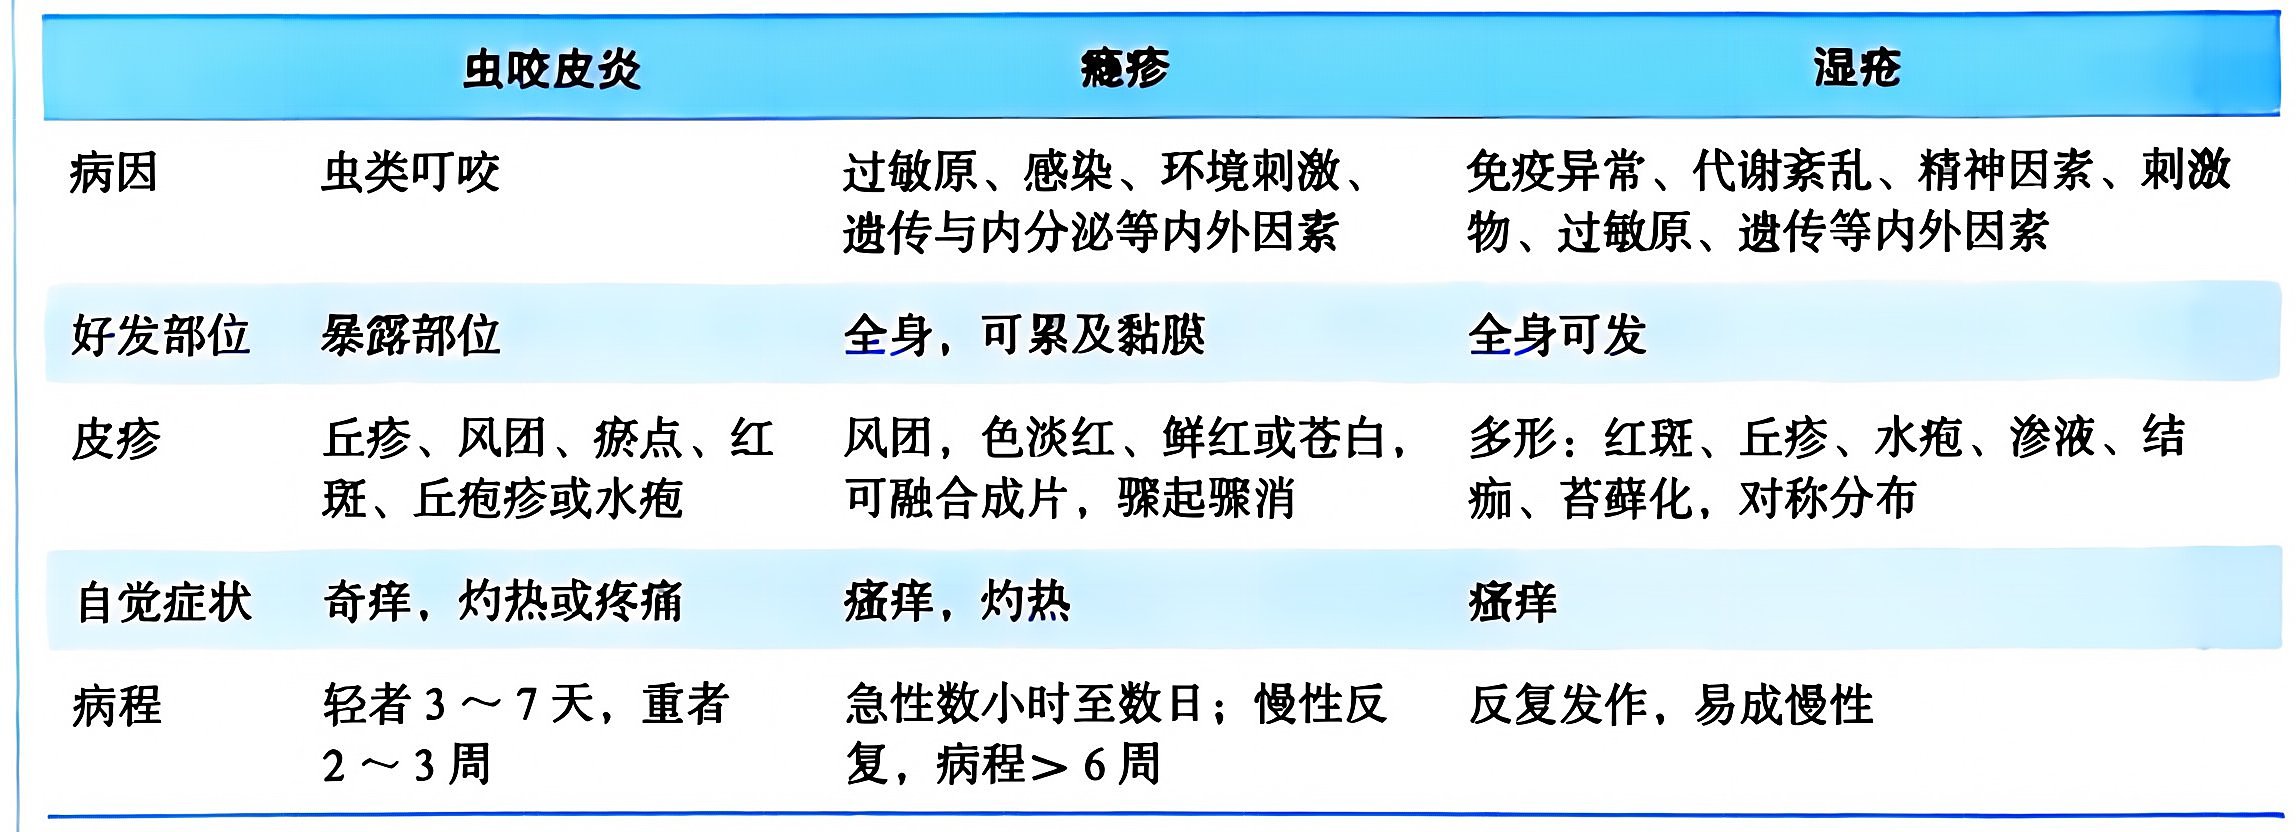 虫咬皮炎 瘾疹 湿疮
病因 虫类叮咬 过敏原、感染、环境刺激、 免疫异常、代谢紊乱、精神因素、刺激
遗传与内分泌等内外因素 物、过敏原、遗传等内外因素
好发部位 暴露部位 全身，可累及黏膜 全身可发
皮疹 丘疹、风团、瘀点、红 风团，色淡红、鲜红或苍白， 多形：红斑、丘疹、水疱、渗液、结
斑、丘疱疹或水疱 可融合成片，骤起骤消 痂、苔藓化，对称分布
自觉症状 奇痒，灼热或疼痛 瘙痒，灼热 瘙痒
病程 轻者 3～7 天，重者 急性数小时至数日；慢性反 反复发作，易成慢性
2～3 周 复，病程＞6 周